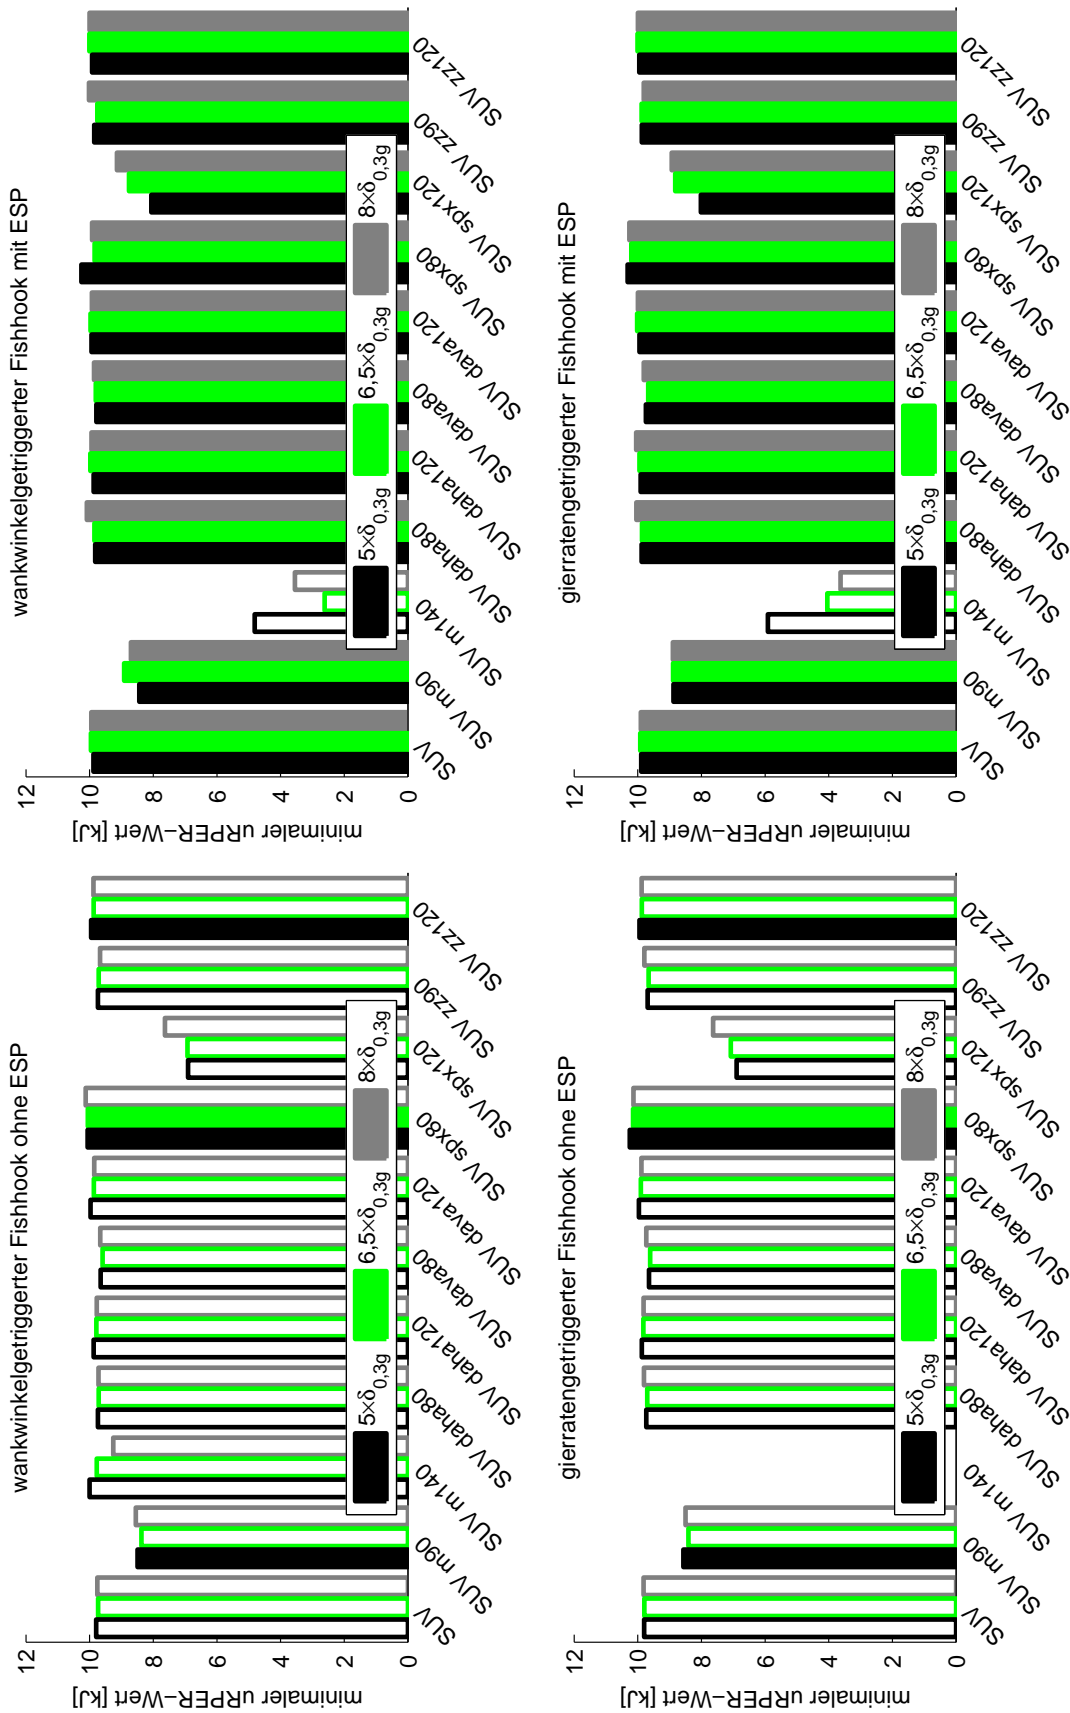 wankwinkelgetriggerter Fishhook ohne ESP
minimaler uRPER−Wert [kJ]
12
10
8
6
4
2
0
SUV
SUV m90
SUV m140
SUV daha80
SUV daha120
SUV dava80
SUV dava120
SUV spx80
SUV spx120
SUV zz90
SUV zz120
5×δ0,3g 6,5×δ0,3g 8×δ0,3g
wankwinkelgetriggerter Fishhook mit ESP
minimaler uRPER−Wert [kJ]
12
10
8
6
4
2
0
SUV
SUV m90
SUV m140
SUV daha80
SUV daha120
SUV dava80
SUV dava120
SUV spx80
SUV spx120
SUV zz90
SUV zz120
5×δ0,3g 6,5×δ0,3g 8×δ0,3g
gierratengetriggerter Fishhook ohne ESP
minimaler uRPER−Wert [kJ]
12
10
8
6
4
2
0
SUV
SUV m90
SUV m140
SUV daha80
SUV daha120
SUV dava80
SUV dava120
SUV spx80
SUV spx120
SUV zz90
SUV zz120
5×δ0,3g 6,5×δ0,3g 8×δ0,3g
gierratengetriggerter Fishhook mit ESP
minimaler uRPER−Wert [kJ]
12
10
8
6
4
2
0
SUV
SUV m90
SUV m140
SUV daha80
SUV daha120
SUV dava80
SUV dava120
SUV spx80
SUV spx120
SUV zz90
SUV zz120
5×δ0,3g 6,5×δ0,3g 8×δ0,3g